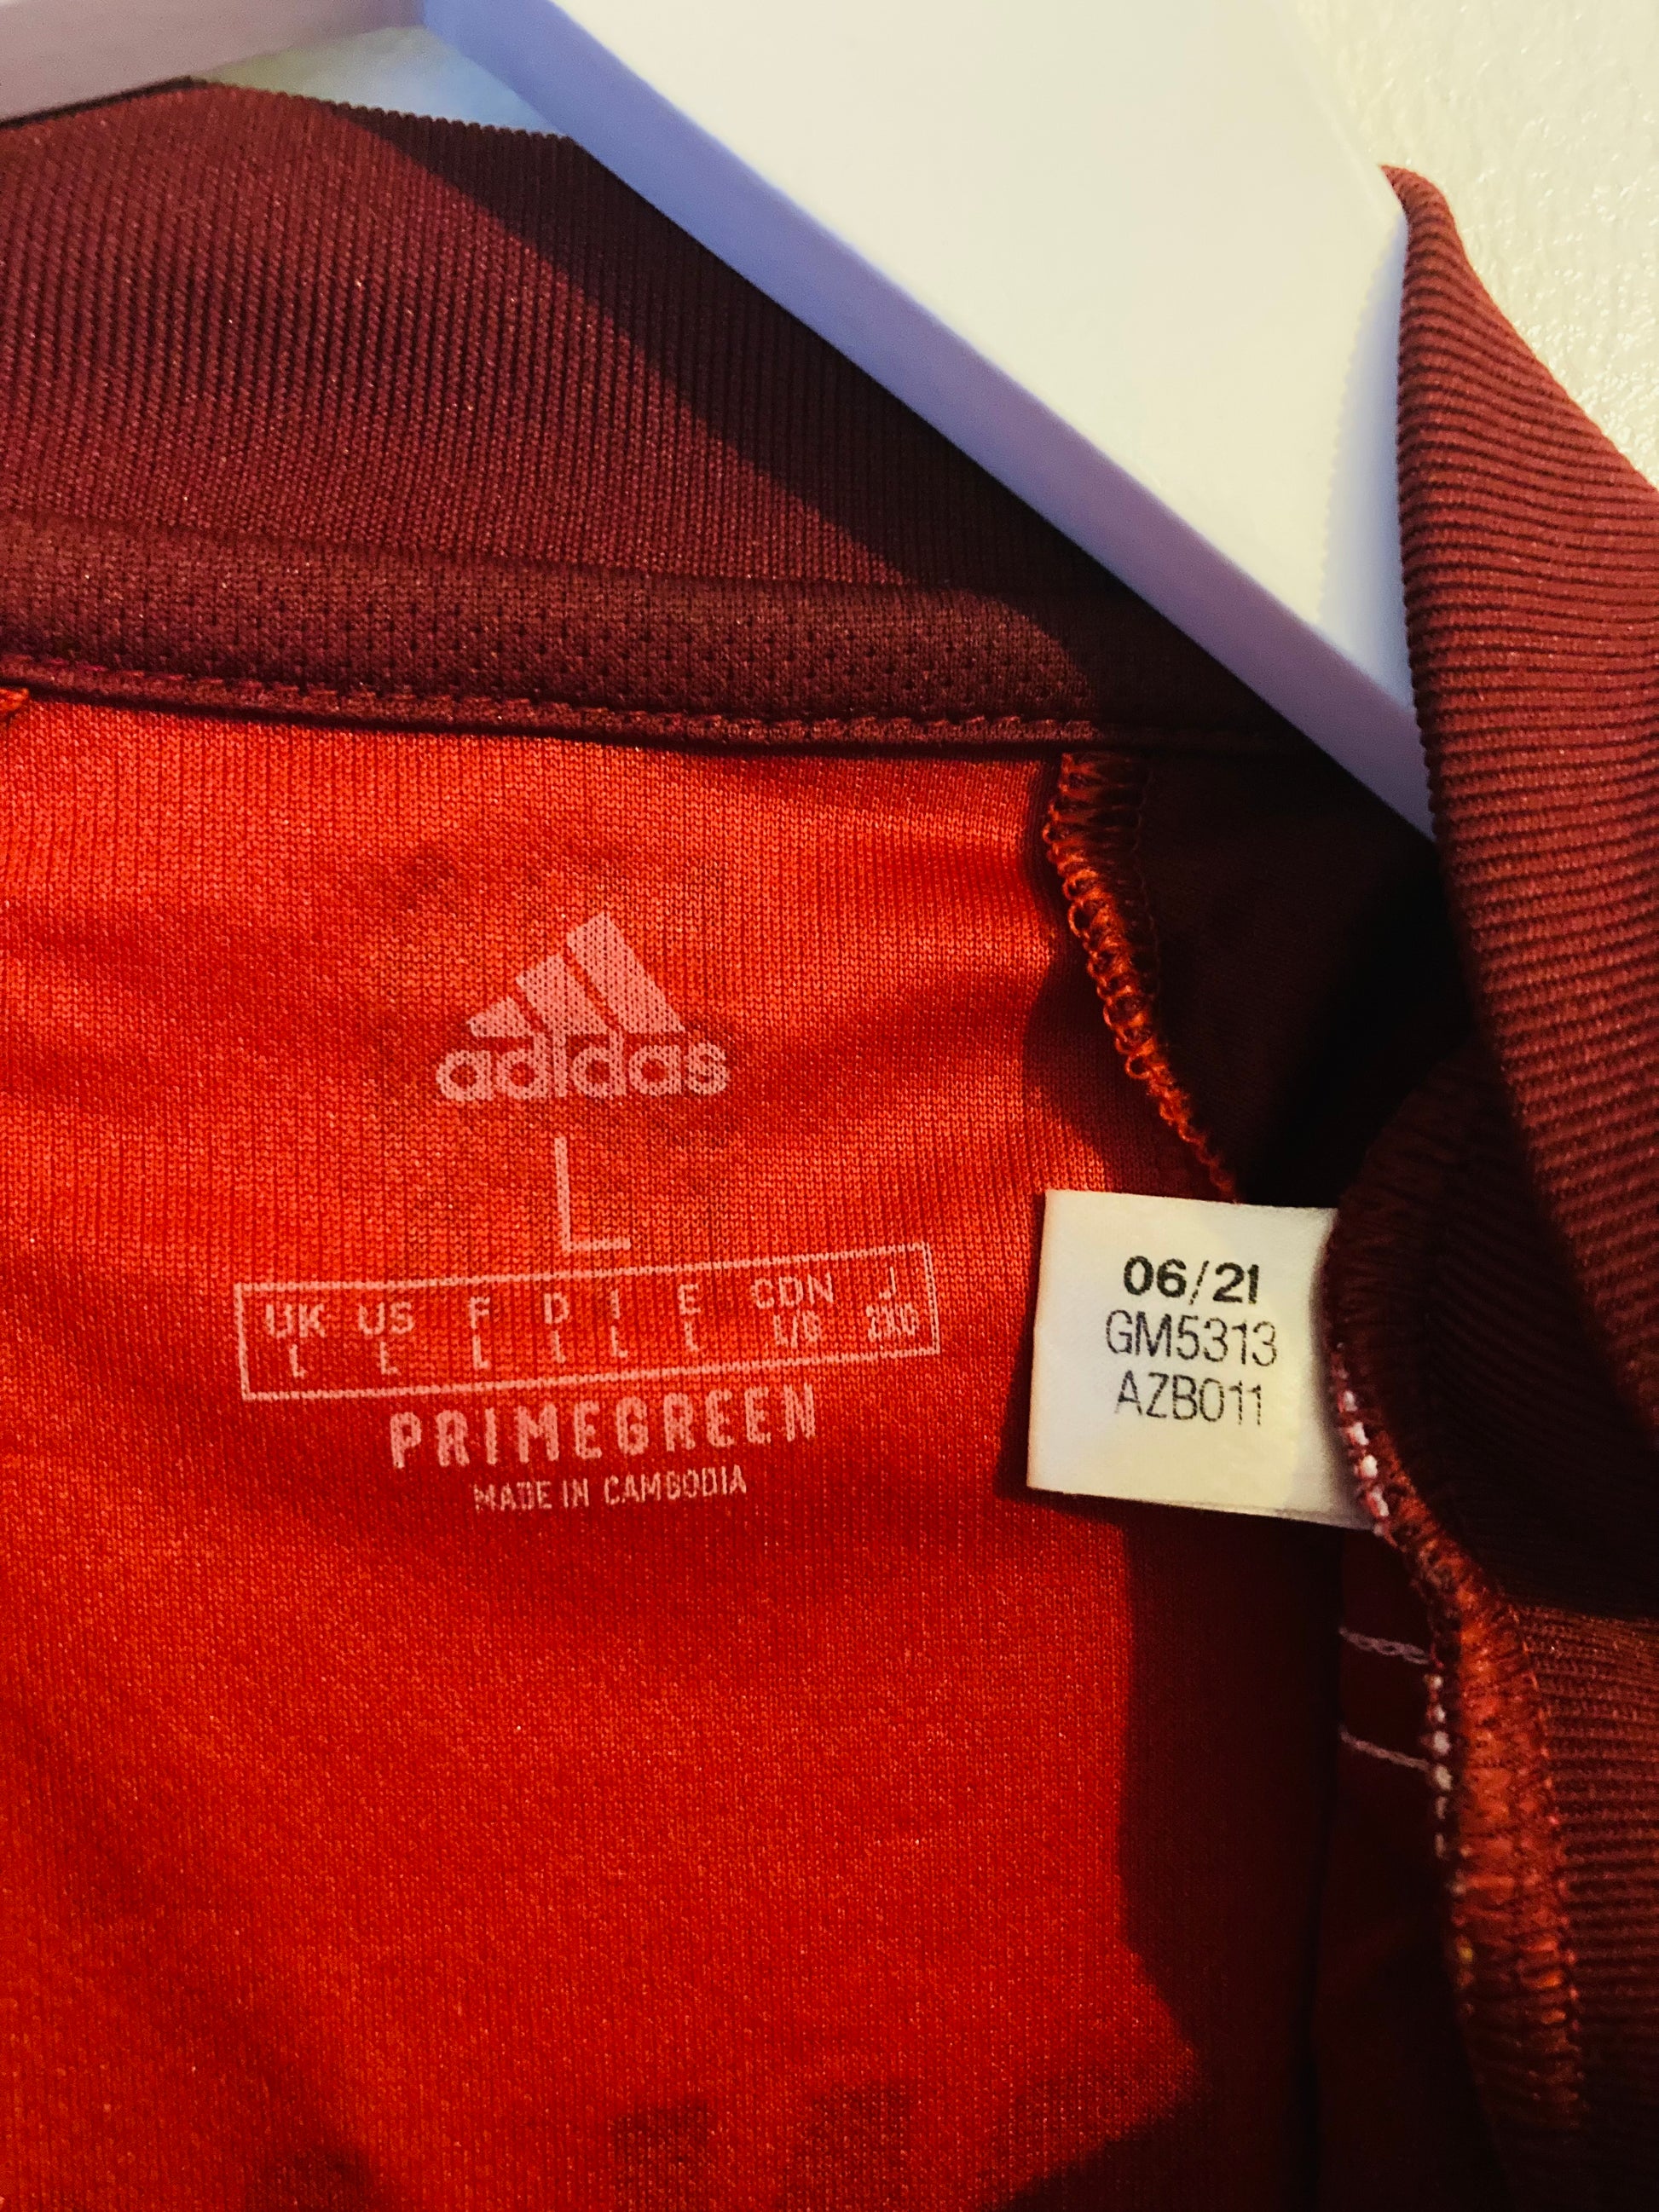 adidas
L
UK US F D I E CDN J
L L L L L L L/G 2XO
PRIMEGREEN
MADE IN CAMBODIA
06/21
GM5313
AZB011